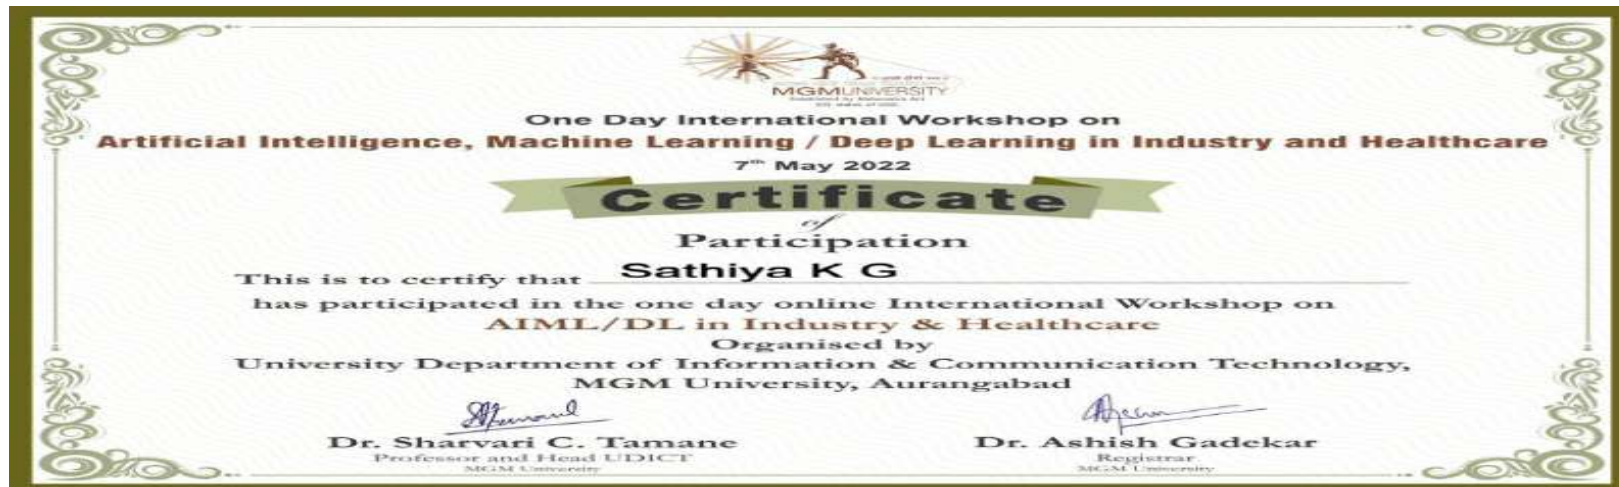 MGMUNIVERSITY
One Day International Workshop on
Artificial Intelligence, Machine Learning / Deep Learning in Industry and Healthcare
7th May 2022
Certificate
of
Participation
This is to certify that Sathiya K G
has participated in the one day online International Workshop on
AIML/DL in Industry & Healthcare
Organised by
University Department of Information & Communication Technology,
MGM University, Aurangabad
Dr. Sharvari C. Tamane Dr. Ashish Gadekar
Professor and Head UDICT Registrar
MGM University MGM University